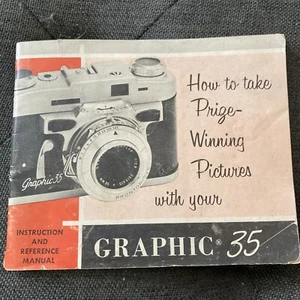 How to take
Prize-
Winning
Pictures
with your
Graphic 35
INSTRUCTION
AND
REFERENCE
MANUAL
GRAPHIC® 35